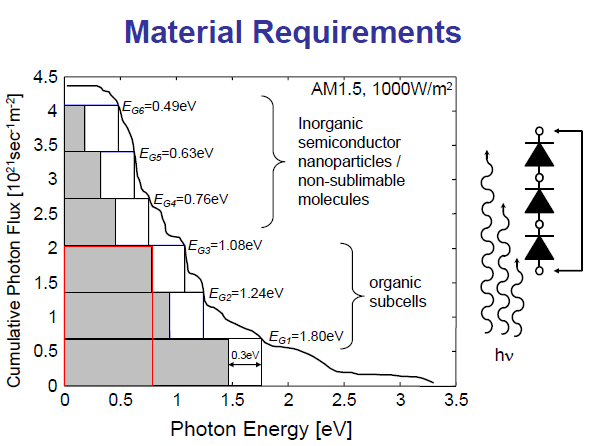 Material Requirements
AM1.5, 1000W/m²
Cumulative Photon Flux [10²¹sec⁻¹m⁻²]
4.5
4
3.5
3
2.5
2
1.5
1
0.5
0
E_G6=0.49eV
E_G5=0.63eV
E_G4=0.76eV
E_G3=1.08eV
E_G2=1.24eV
E_G1=1.80eV
0.3eV
Inorganic
semiconductor
nanoparticles /
non-sublimable
molecules
organic
subcells
hν
0 0.5 1 1.5 2 2.5 3 3.5
Photon Energy [eV]